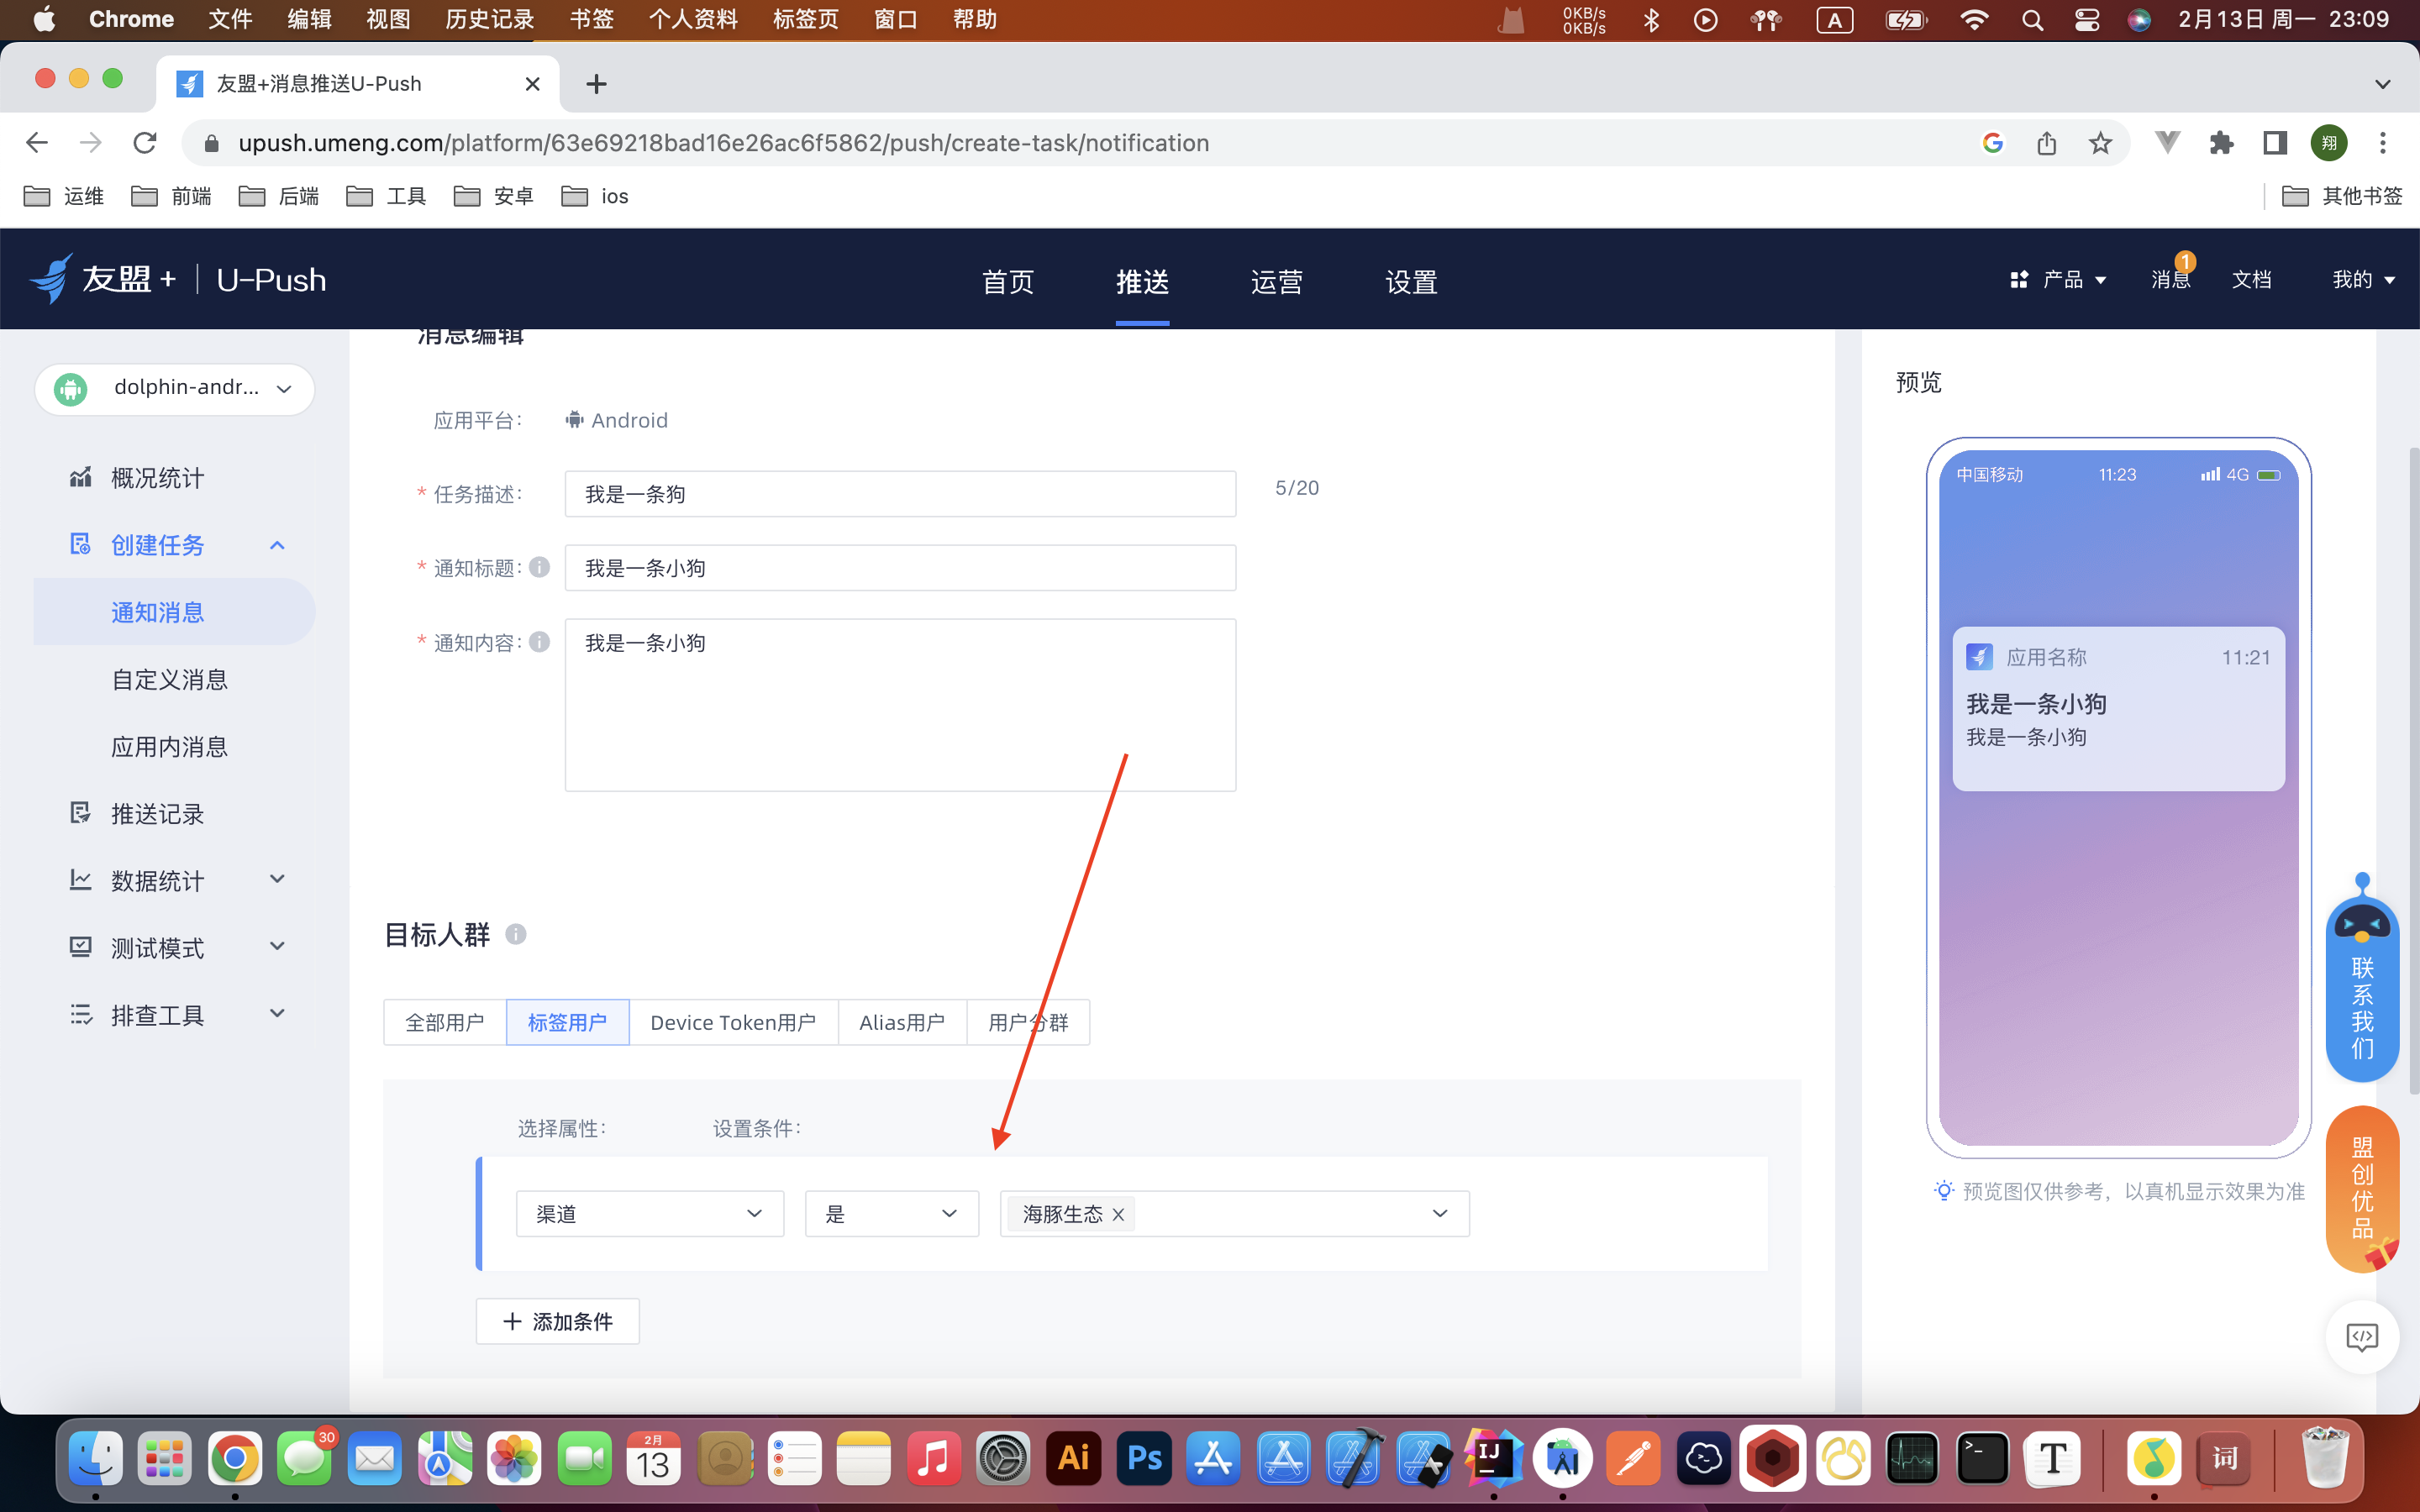 Chrome 文件 编辑 视图 历史记录 书签 个人资料 标签页 窗口 帮助 0KB/s 0KB/s A 2月13日 周一 23:09
友盟+消息推送U-Push
upush.umeng.com/platform/63e69218bad16e26ac6f5862/push/create-task/notification 翔
运维 前端 后端 工具 安卓 ios 其他书签
友盟+ U-Push 首页 推送 运营 设置 产品 消息 1 文档 我的
dolphin-andr...
概况统计
创建任务
通知消息
自定义消息
应用内消息
推送记录
数据统计
测试模式
排查工具
消息编辑
应用平台: Android
* 任务描述: 我是一条狗 5/20
* 通知标题: 我是一条小狗
* 通知内容: 我是一条小狗
目标人群
全部用户 标签用户 Device Token用户 Alias用户 用户分群
选择属性: 设置条件:
渠道 是 海豚生态
添加条件
预览
中国移动 11:23 4G
应用名称 11:21
我是一条小狗
我是一条小狗
预览图仅供参考，以真机显示效果为准
联系我们
盟创优品
30
2月
13
Ai
Ps
IJ
T
词